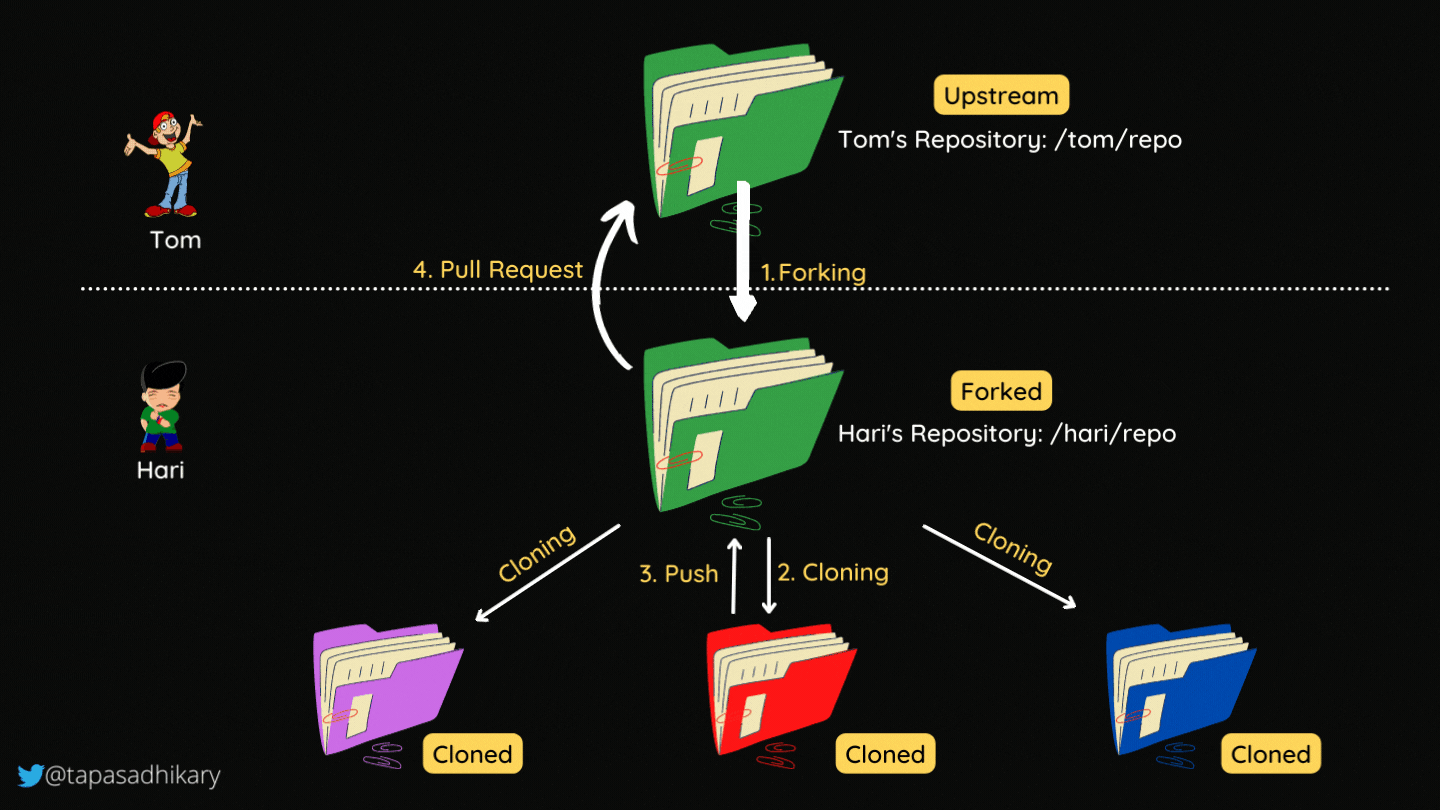 Upstream
Tom's Repository: /tom/repo
Tom
4. Pull Request
1.Forking
Forked
Hari's Repository: /hari/repo
Hari
Cloning
3. Push
2. Cloning
Cloning
Cloned
Cloned
Cloned
@tapasadhikary